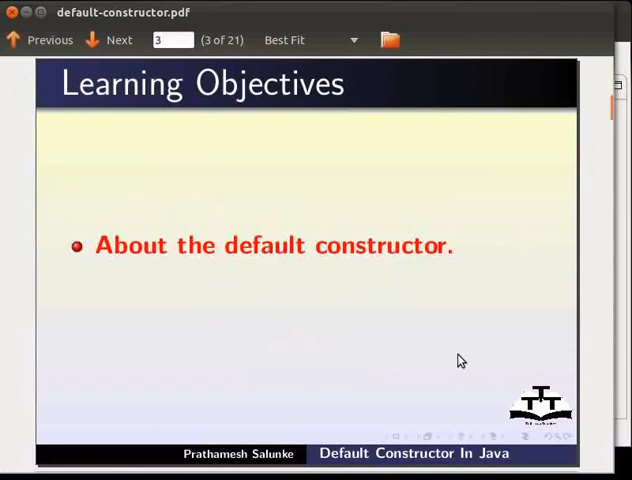 default-constructor.pdf
Previous Next 3 (3 of 21) Best Fit
Learning Objectives
About the default constructor.
TTT
Prathamesh Salunke Default Constructor In Java